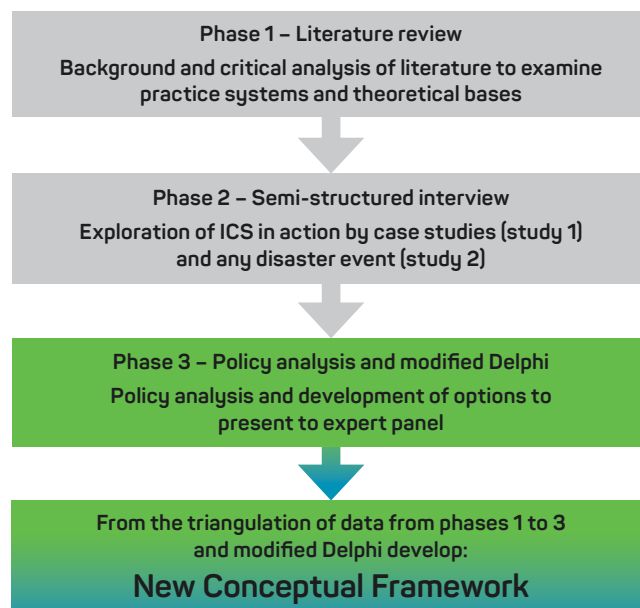 Phase 1 – Literature review
Background and critical analysis of literature to examine
practice systems and theoretical bases
Phase 2 – Semi-structured interview
Exploration of ICS in action by case studies (study 1)
and any disaster event (study 2)
Phase 3 – Policy analysis and modified Delphi
Policy analysis and development of options to
present to expert panel
From the triangulation of data from phases 1 to 3
and modified Delphi develop:
New Conceptual Framework